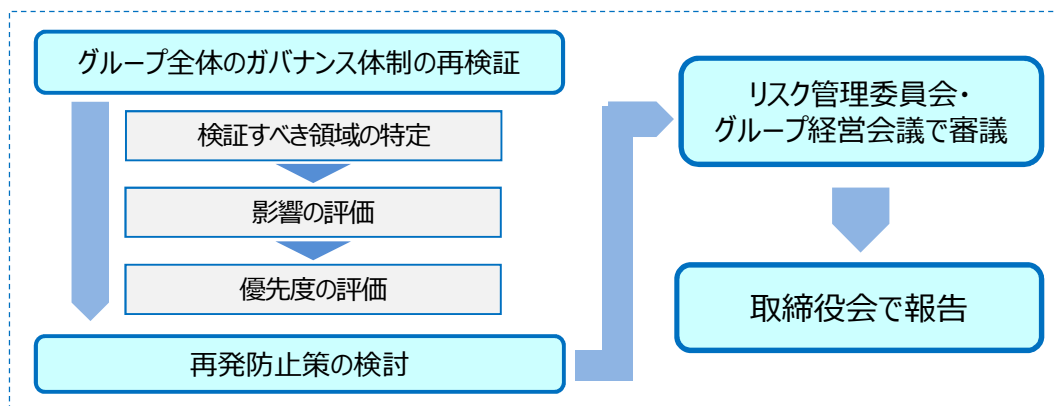 グループ全体のガバナンス体制の再検証
検証すべき領域の特定
影響の評価
優先度の評価
再発防止策の検討
リスク管理委員会・
グループ経営会議で審議
取締役会で報告